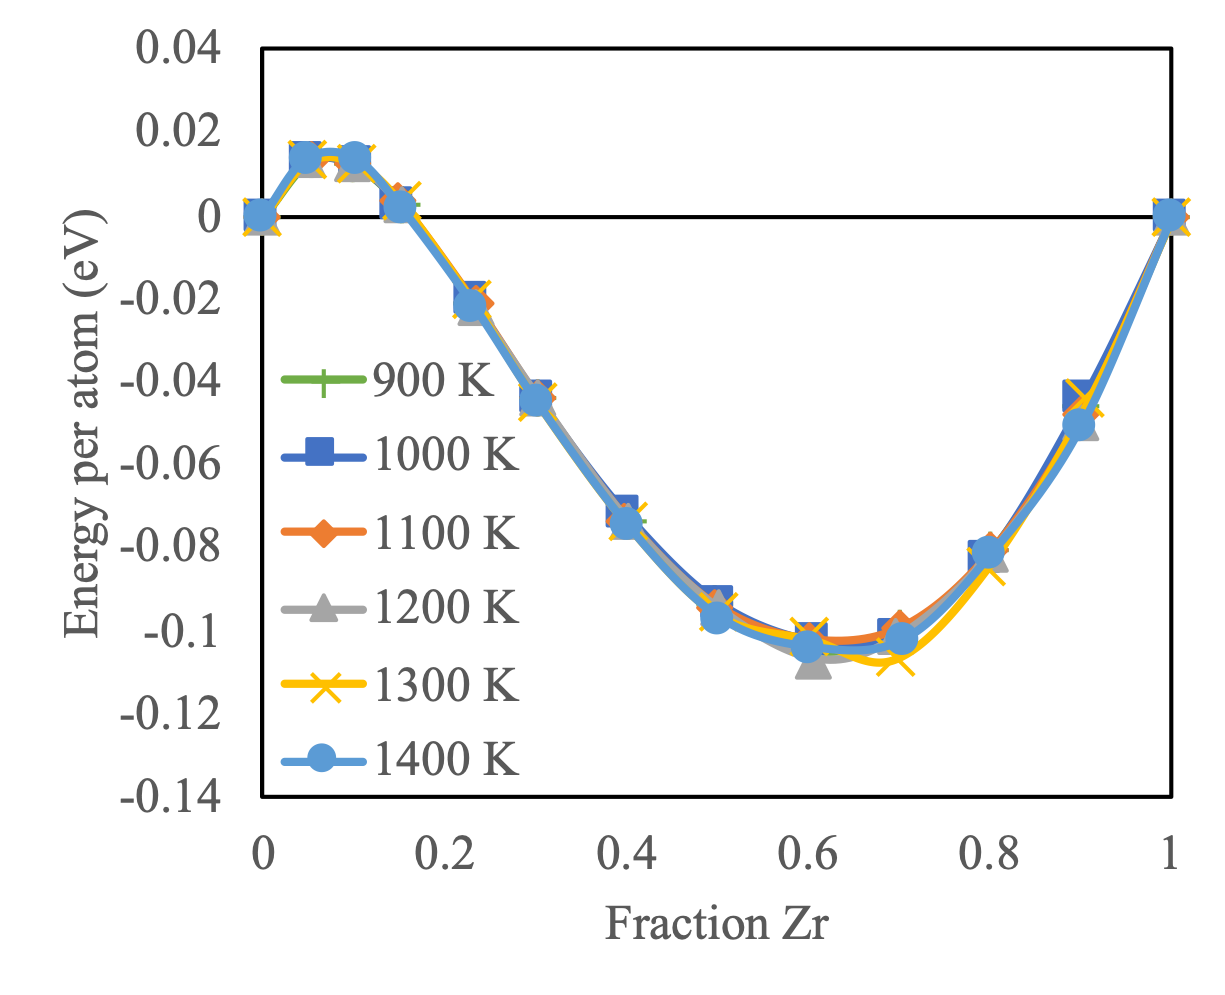 0.04
0.02
0
-0.02
-0.04
-0.06
-0.08
-0.1
-0.12
-0.14
Energy per atom (eV)
900 K
1000 K
1100 K
1200 K
1300 K
1400 K
0 0.2 0.4 0.6 0.8 1
Fraction Zr